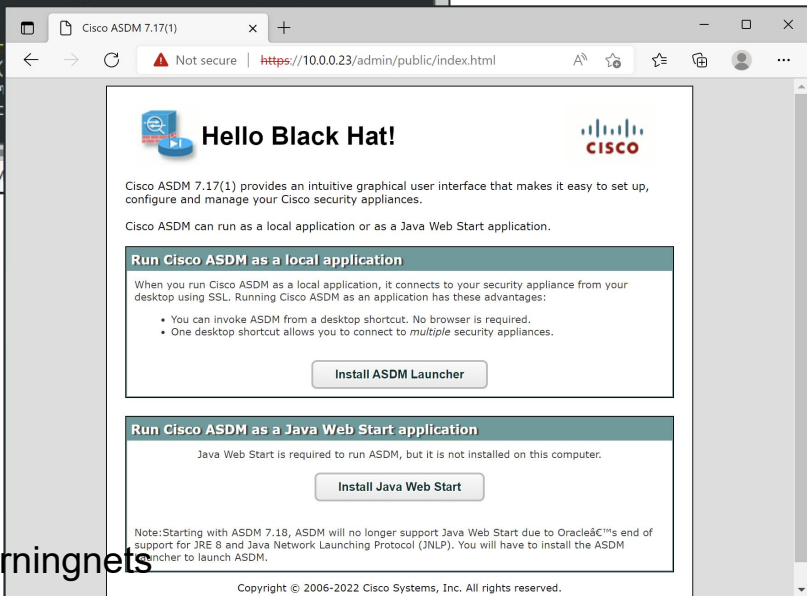 Cisco ASDM 7.17(1)
Not secure | https://10.0.0.23/admin/public/index.html
Hello Black Hat!
CISCO
Cisco ASDM 7.17(1) provides an intuitive graphical user interface that makes it easy to set up,
configure and manage your Cisco security appliances.
Cisco ASDM can run as a local application or as a Java Web Start application.
Run Cisco ASDM as a local application
When you run Cisco ASDM as a local application, it connects to your security appliance from your
desktop using SSL. Running Cisco ASDM as an application has these advantages:
• You can invoke ASDM from a desktop shortcut. No browser is required.
• One desktop shortcut allows you to connect to multiple security appliances.
Install ASDM Launcher
Run Cisco ASDM as a Java Web Start application
Java Web Start is required to run ASDM, but it is not installed on this computer.
Install Java Web Start
Note:Starting with ASDM 7.18, ASDM will no longer support Java Web Start due to Oracleâ€™s end of
support for JRE 8 and Java Network Launching Protocol (JNLP). You will have to install the ASDM
Launcher to launch ASDM.
rningnets
Copyright © 2006-2022 Cisco Systems, Inc. All rights reserved.